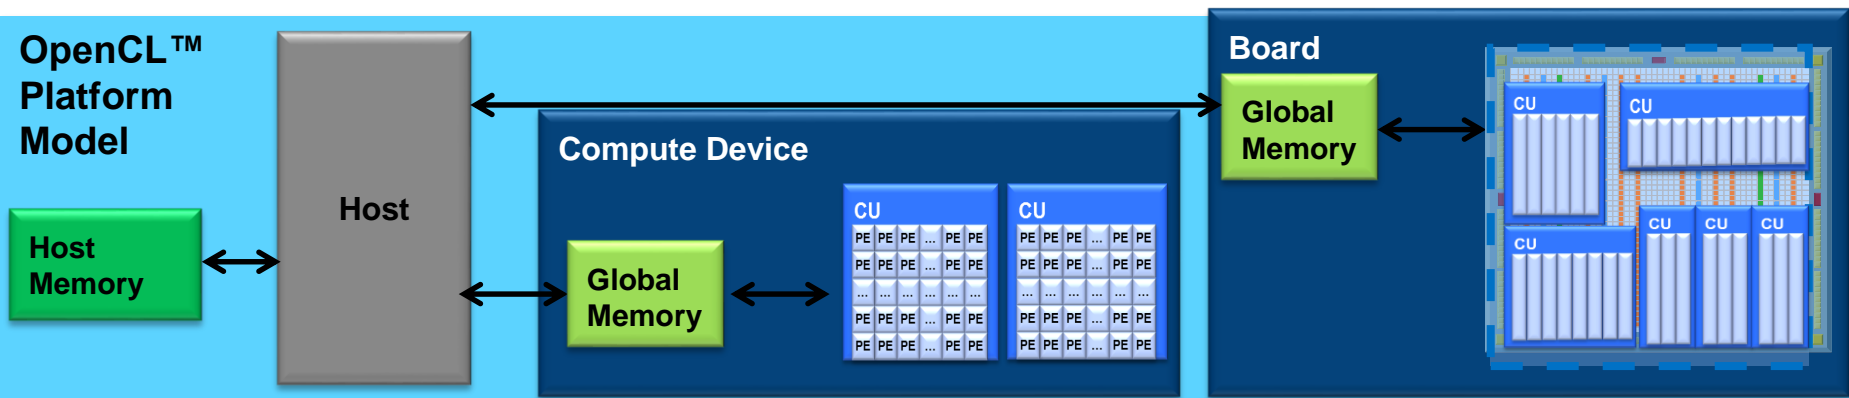 OpenCL™
Platform
Model
Host
Memory
Host
Compute Device
Global
Memory
CU
PE PE PE ... PE PE
PE PE PE ... PE PE
... ... ... ... ... ...
PE PE PE ... PE PE
PE PE PE ... PE PE
CU
PE PE PE ... PE PE
PE PE PE ... PE PE
... ... ... ... ... ...
PE PE PE ... PE PE
PE PE PE ... PE PE
Board
Global
Memory
CU
CU
CU
CU
CU
CU